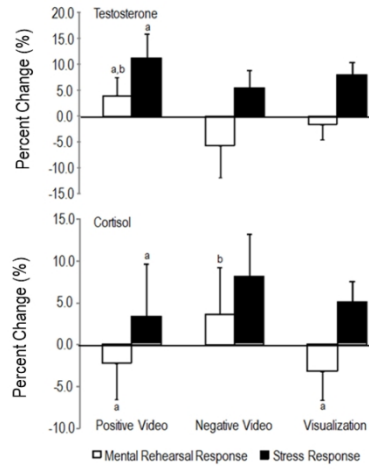 Testosterone
Percent Change (%)
20.0
15.0
10.0
5.0
0.0
-5.0
-10.0
-15.0
a,b
a
Cortisol
Percent Change (%)
15.0
10.0
5.0
0.0
-5.0
-10.0
a
b
a
a
Positive Video Negative Video Visualization
Mental Rehearsal Response Stress Response